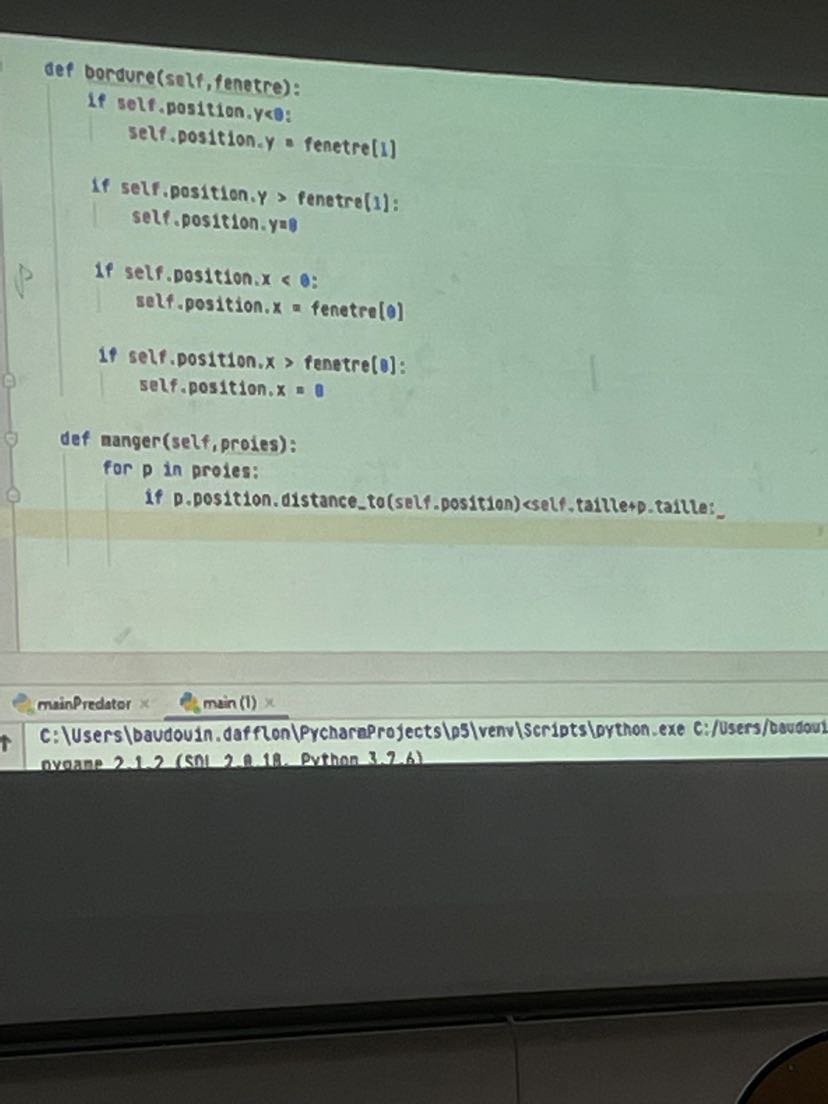 def bordure(self,fenetre):
if self.position.y<0:
self.position.y = fenetre[1]
if self.position.y > fenetre[1]:
self.position.y=0
if self.position.x < 0:
self.position.x = fenetre[0]
if self.position.x > fenetre[0]:
self.position.x = 0
def manger(self,proies):
for p in proies:
if p.position.distance_to(self.position)<self.taille+p.taille:
mainPredator × main (1) ×
C:\Users\baudouin.dafflon\PycharmProjects\p5\venv\Scripts\python.exe C:/Users/baudoui
pygame 2.1.2 (SDL 2.0.18, Python 3.7.6)